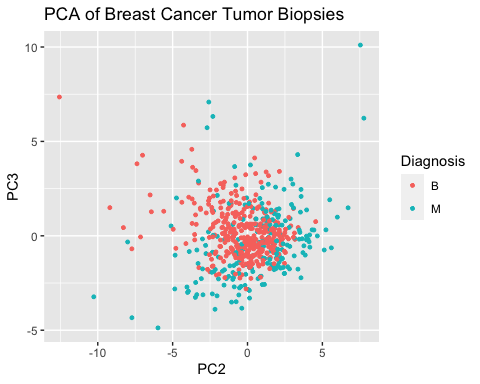 PCA of Breast Cancer Tumor Biopsies
10
5
0
-5
PC3
-10
-5
0
5
PC2
Diagnosis
B
M